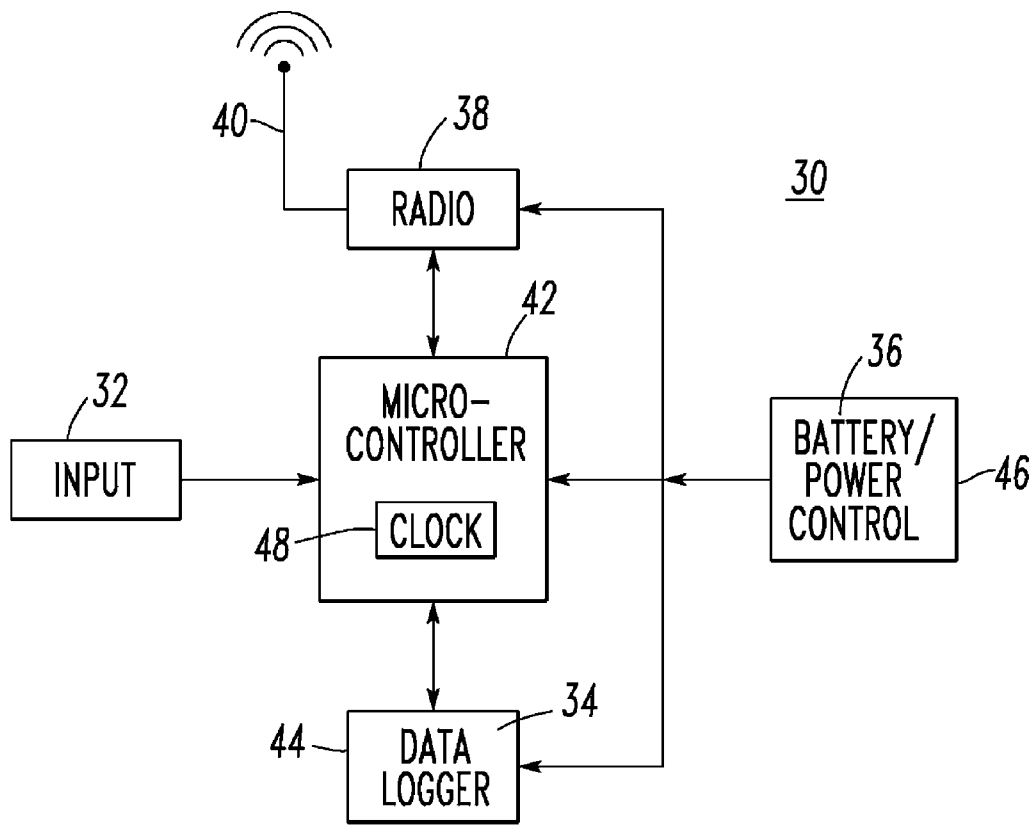 40
38
RADIO
30
42
32
INPUT
MICRO-
CONTROLLER
48
CLOCK
36
BATTERY/
POWER
CONTROL
46
34
44
DATA
LOGGER